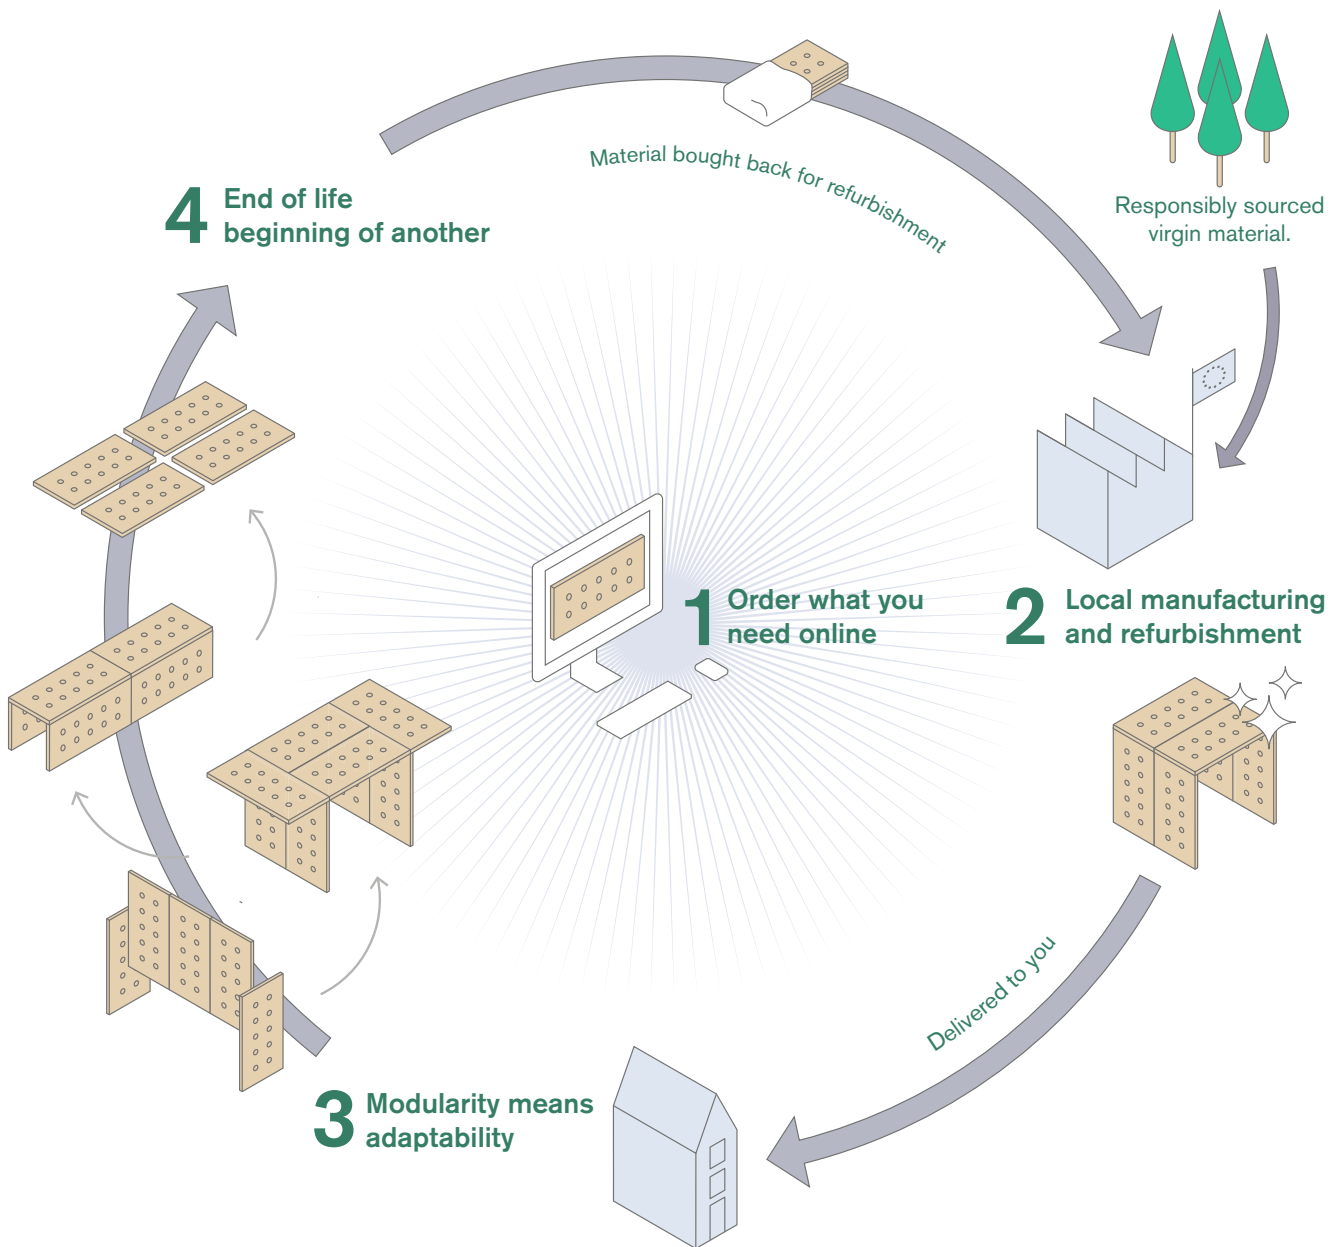 Material bought back for refurbishment
Responsibly sourced
virgin material.
4 End of life
beginning of another
1 Order what you
need online
2 Local manufacturing
and refurbishment
Delivered to you
3 Modularity means
adaptability